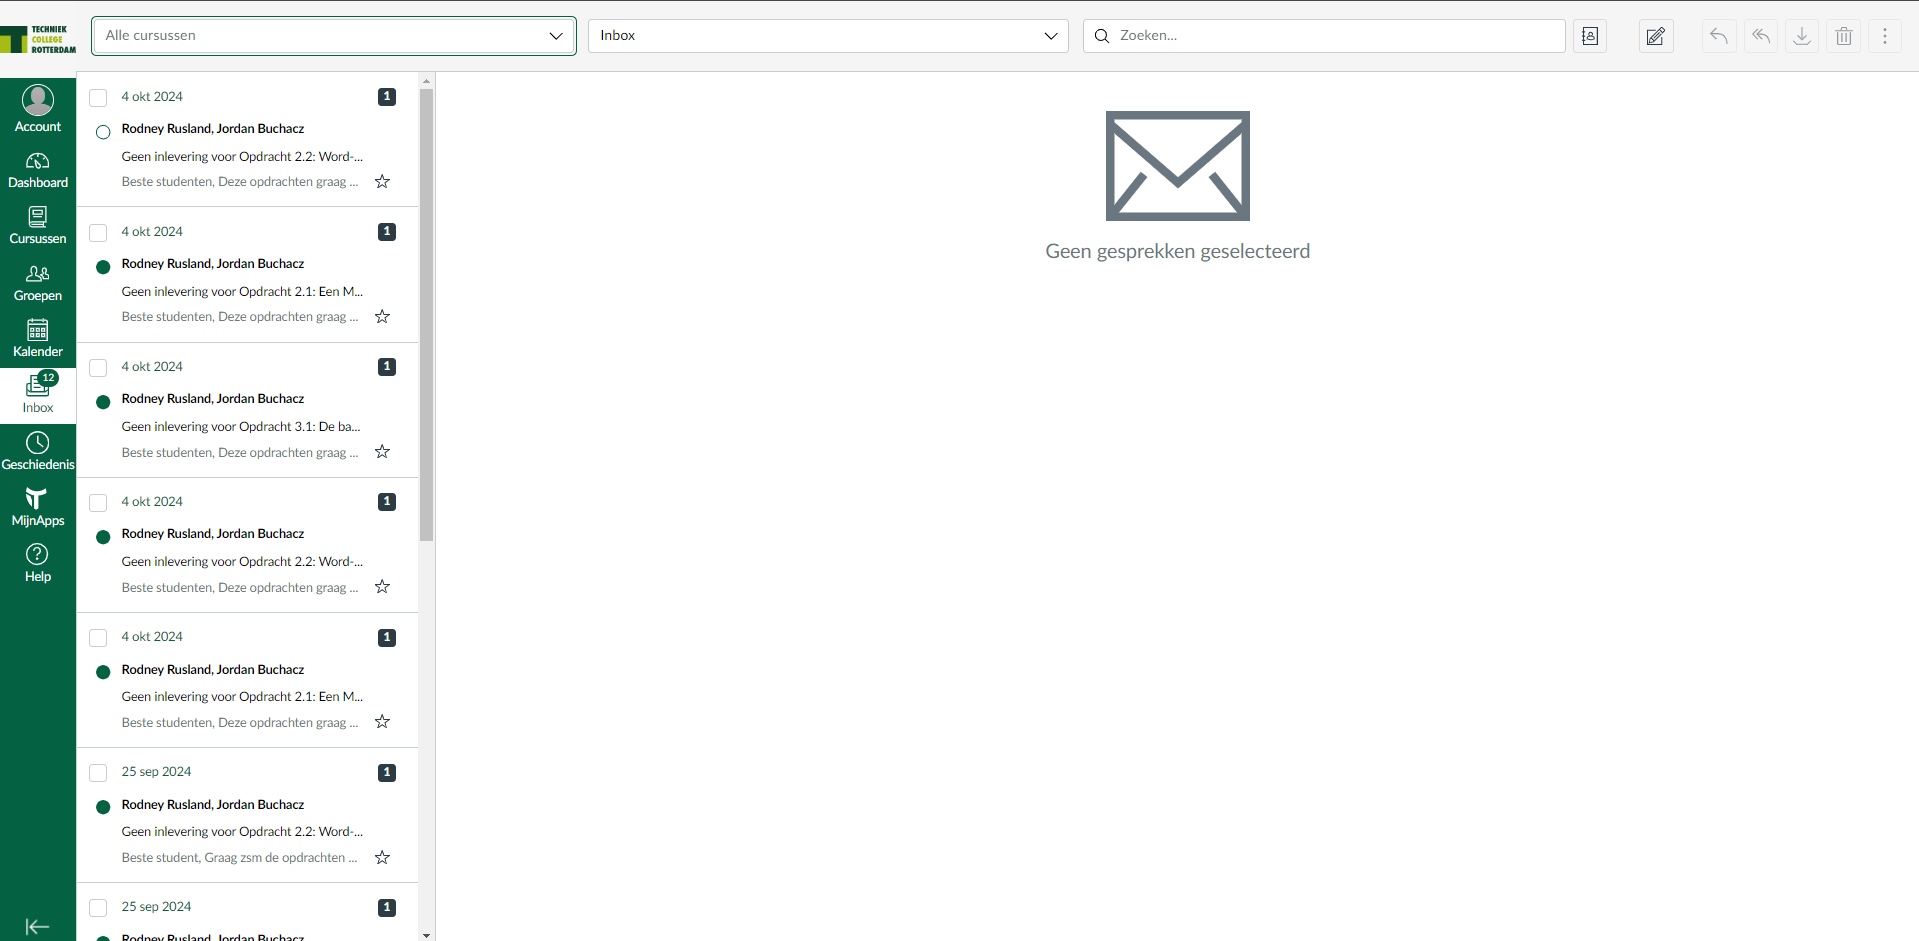 TECHNIEK
COLLEGE
ROTTERDAM
Alle cursussen
Inbox
Zoeken...
Account
Dashboard
Cursussen
Groepen
Kalender
12
Inbox
Geschiedenis
MijnApps
Help
4 okt 2024 1
Rodney Rusland, Jordan Buchacz
Geen inlevering voor Opdracht 2.2: Word-...
Beste studenten, Deze opdrachten graag ...
4 okt 2024 1
Rodney Rusland, Jordan Buchacz
Geen inlevering voor Opdracht 2.1: Een M...
Beste studenten, Deze opdrachten graag ...
4 okt 2024 1
Rodney Rusland, Jordan Buchacz
Geen inlevering voor Opdracht 3.1: De ba...
Beste studenten, Deze opdrachten graag ...
4 okt 2024 1
Rodney Rusland, Jordan Buchacz
Geen inlevering voor Opdracht 2.2: Word-...
Beste studenten, Deze opdrachten graag ...
4 okt 2024 1
Rodney Rusland, Jordan Buchacz
Geen inlevering voor Opdracht 2.1: Een M...
Beste studenten, Deze opdrachten graag ...
25 sep 2024 1
Rodney Rusland, Jordan Buchacz
Geen inlevering voor Opdracht 2.2: Word-...
Beste student, Graag zsm de opdrachten ...
25 sep 2024 1
Rodney Rusland, Jordan Buchacz
Geen gesprekken geselecteerd